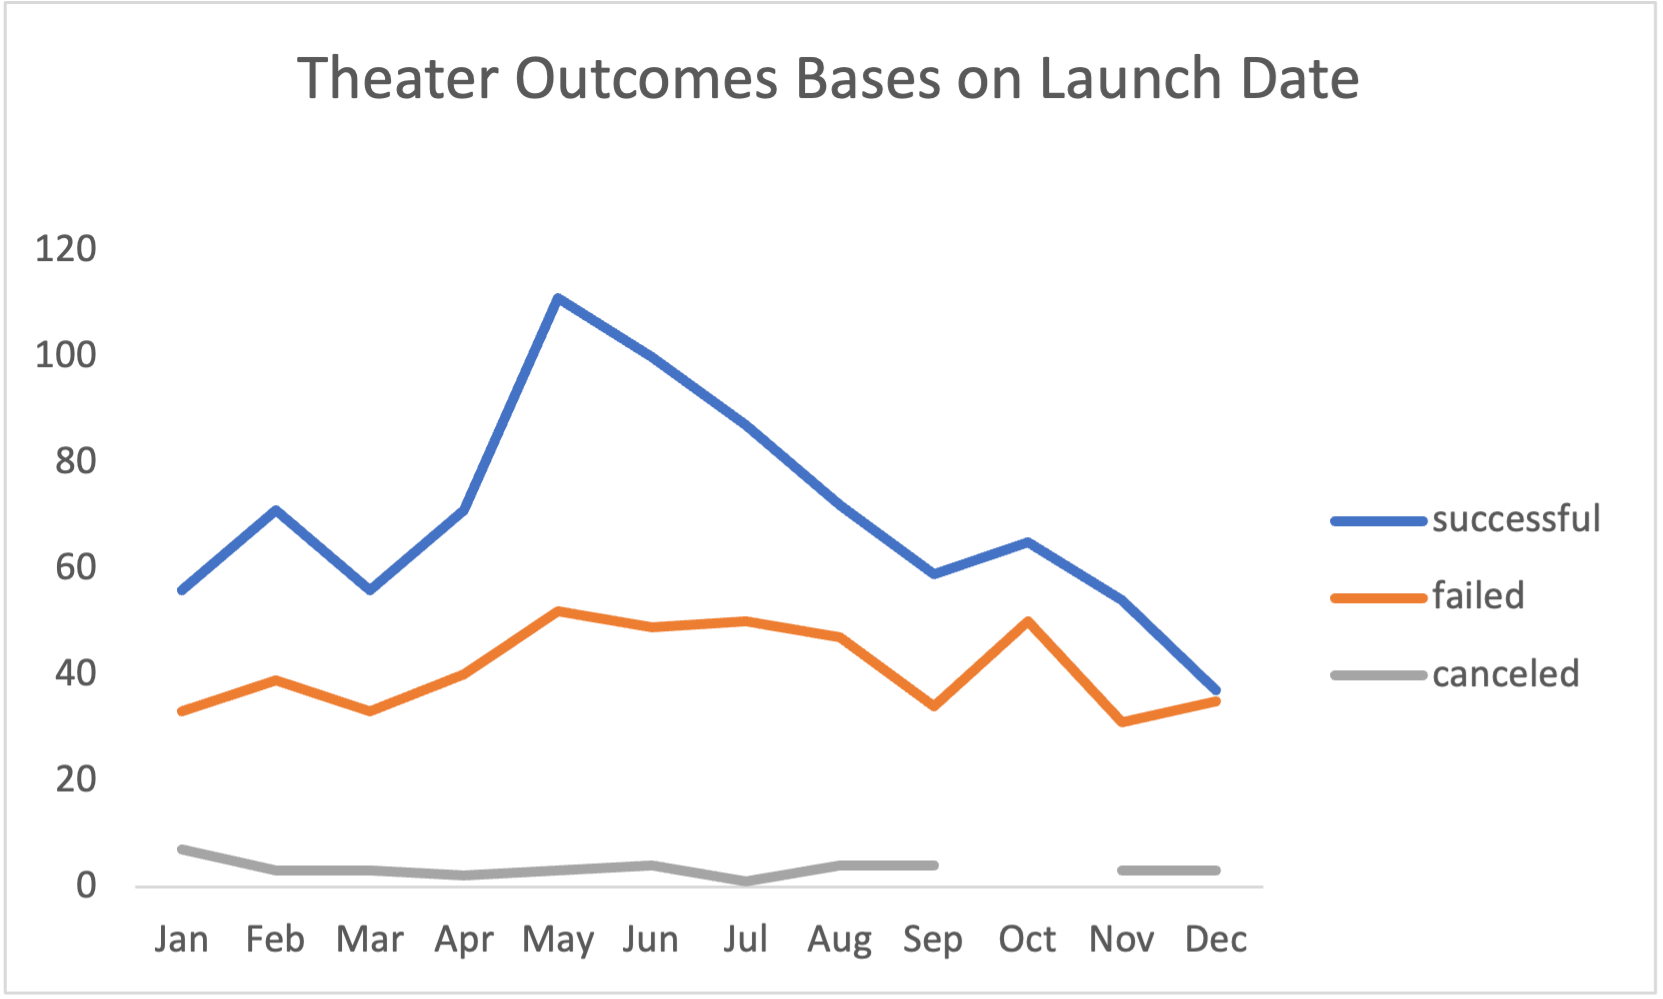 Theater Outcomes Bases on Launch Date
120
100
80
60
40
20
0
Jan Feb Mar Apr May Jun Jul Aug Sep Oct Nov Dec
successful
failed
canceled